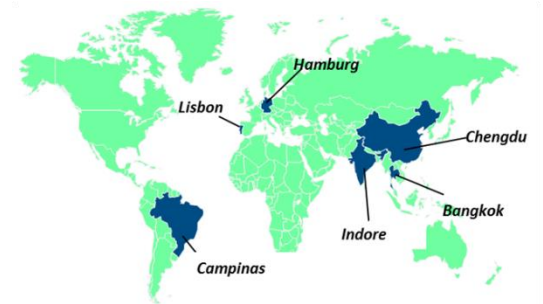 Hamburg
Lisbon
Chengdu
Bangkok
Indore
Campinas